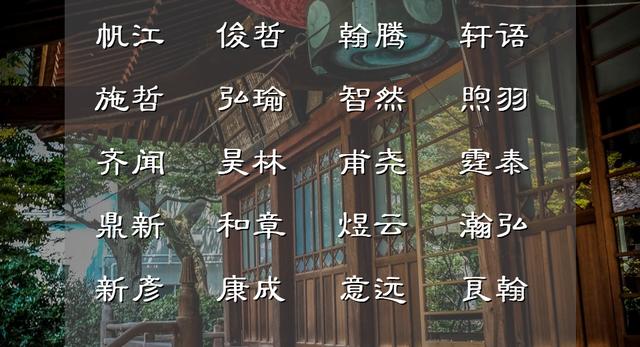 帆江 俊哲 翰腾 轩语
施哲 弘瑜 智然 煦羽
齐闻 昊林 甫尧 霆泰
鼎新 和章 煜云 瀚弘
新彦 康成 意远 良翰